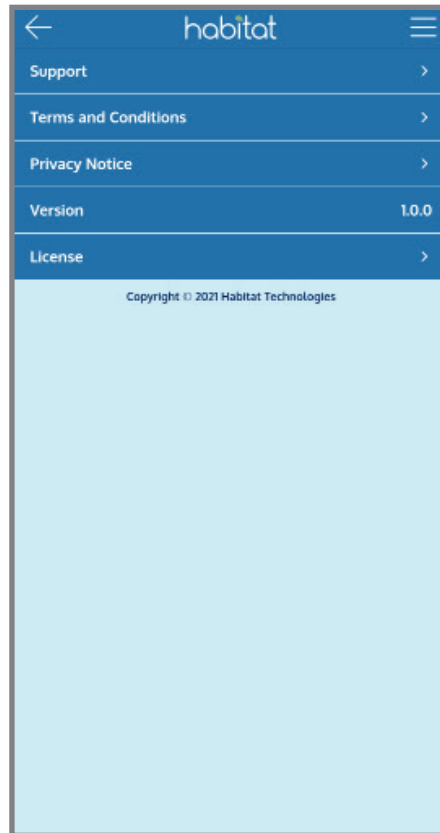 habitat
Support
Terms and Conditions
Privacy Notice
Version 1.0.0
License
Copyright © 2021 Habitat Technologies